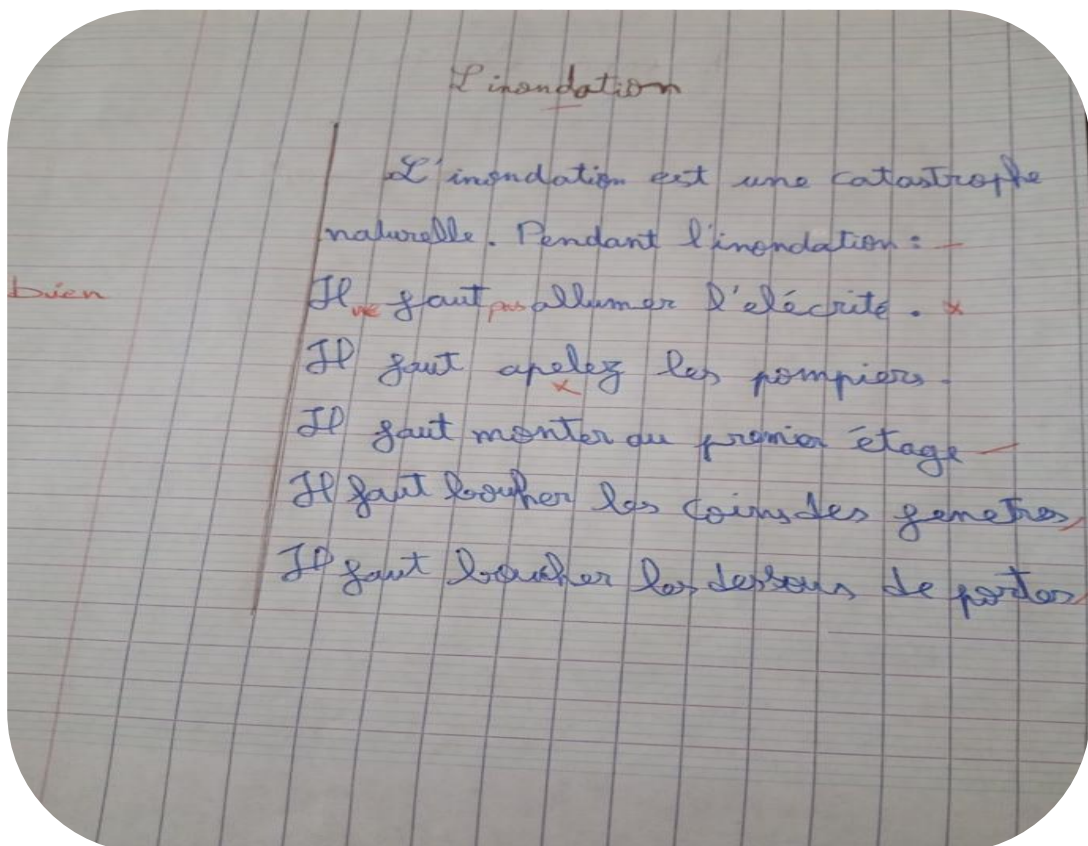 L'inondation
L'inondation est une catastrophe
naturelle. Pendant l'inondation :
bien
Il ne faut pas allumer l'elécrité.
Il faut apelez les pompiers.
Il faut monter au premier étage
Il faut boucher les coins des fenetres
Il faut boucher les dessous de portes